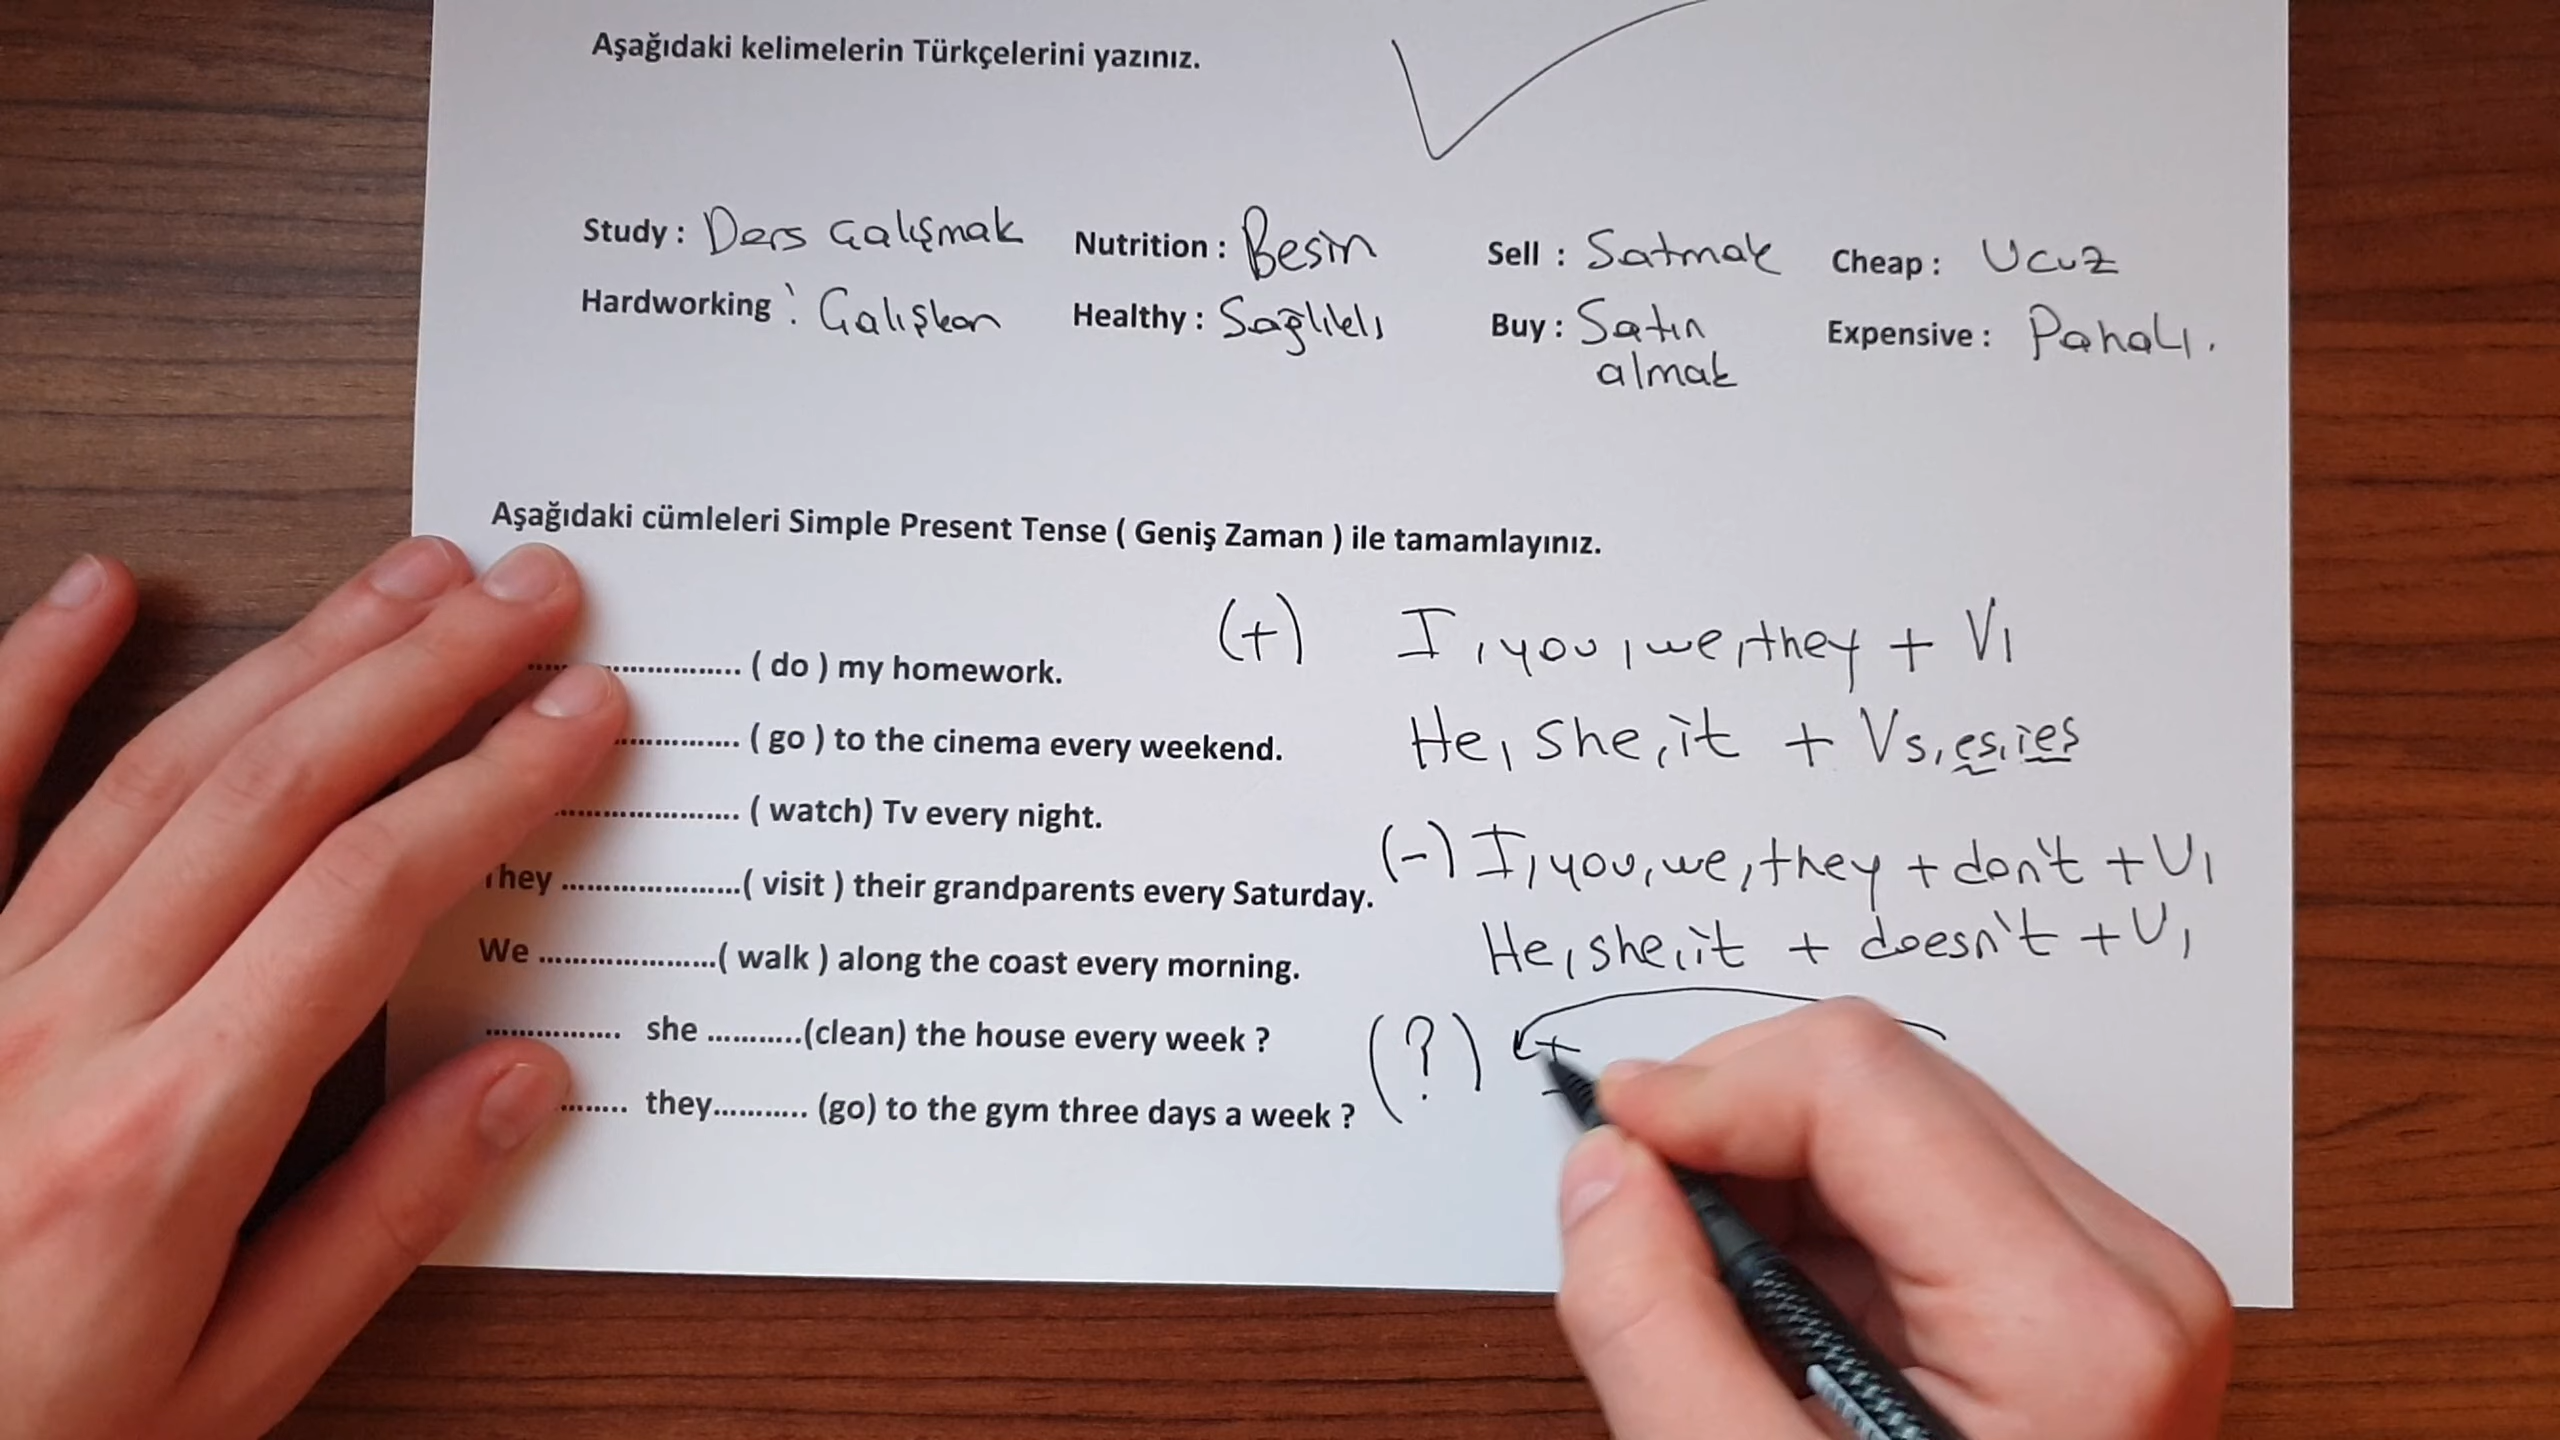 Aşağıdaki kelimelerin Türkçelerini yazınız.
Study : Ders Çalışmak Nutrition : Besin Sell : Satmak Cheap : Ucuz
Hardworking : Çalışkan Healthy : Sağlıklı Buy : Satın almak Expensive : Pahalı.
Aşağıdaki cümleleri Simple Present Tense ( Geniş Zaman ) ile tamamlayınız.
(+) I, you, we, they + V1
.......................... ( do ) my homework.
He, she, it + Vs, es, ies
............... ( go ) to the cinema every weekend.
...................... ( watch) Tv every night.
(-) I, you, we, they + don't + V1
They ......................( visit ) their grandparents every Saturday.
He, she, it + doesn't + V1
We ......................( walk ) along the coast every morning.
................ she ...........(clean) the house every week ?
(?) +
........ they........... (go) to the gym three days a week ?